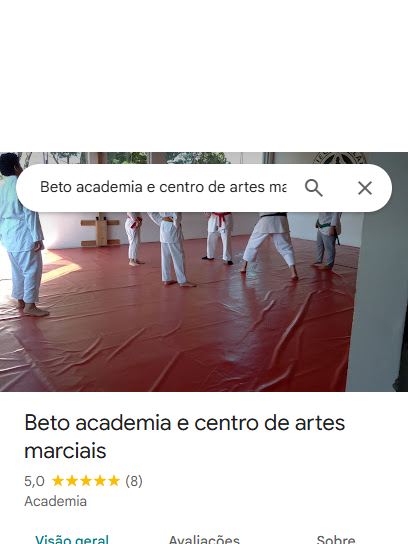 Beto academia e centro de artes ma
Beto academia e centro de artes
marciais
5,0 (8)
Academia
Visão geral Avaliações Sobre